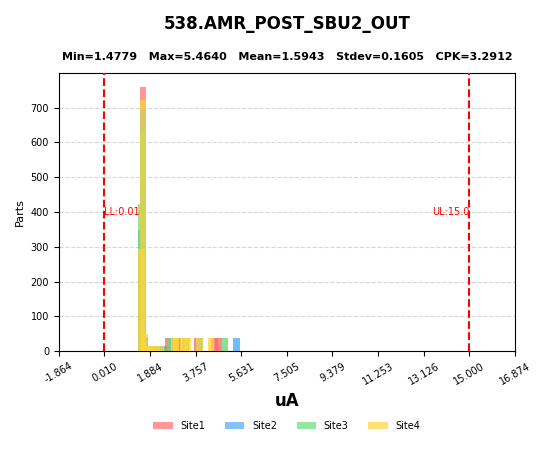 538.AMR_POST_SBU2_OUT
Min=1.4779 Max=5.4640 Mean=1.5943 Stdev=0.1605 CPK=3.2912
Parts
700
600
500
400
300
200
100
0
LL:0.01
UL:15.0
-1.864
0.010
1.884
3.757
5.631
7.505
9.379
11.253
13.126
15.000
16.874
uA
Site1 Site2 Site3 Site4